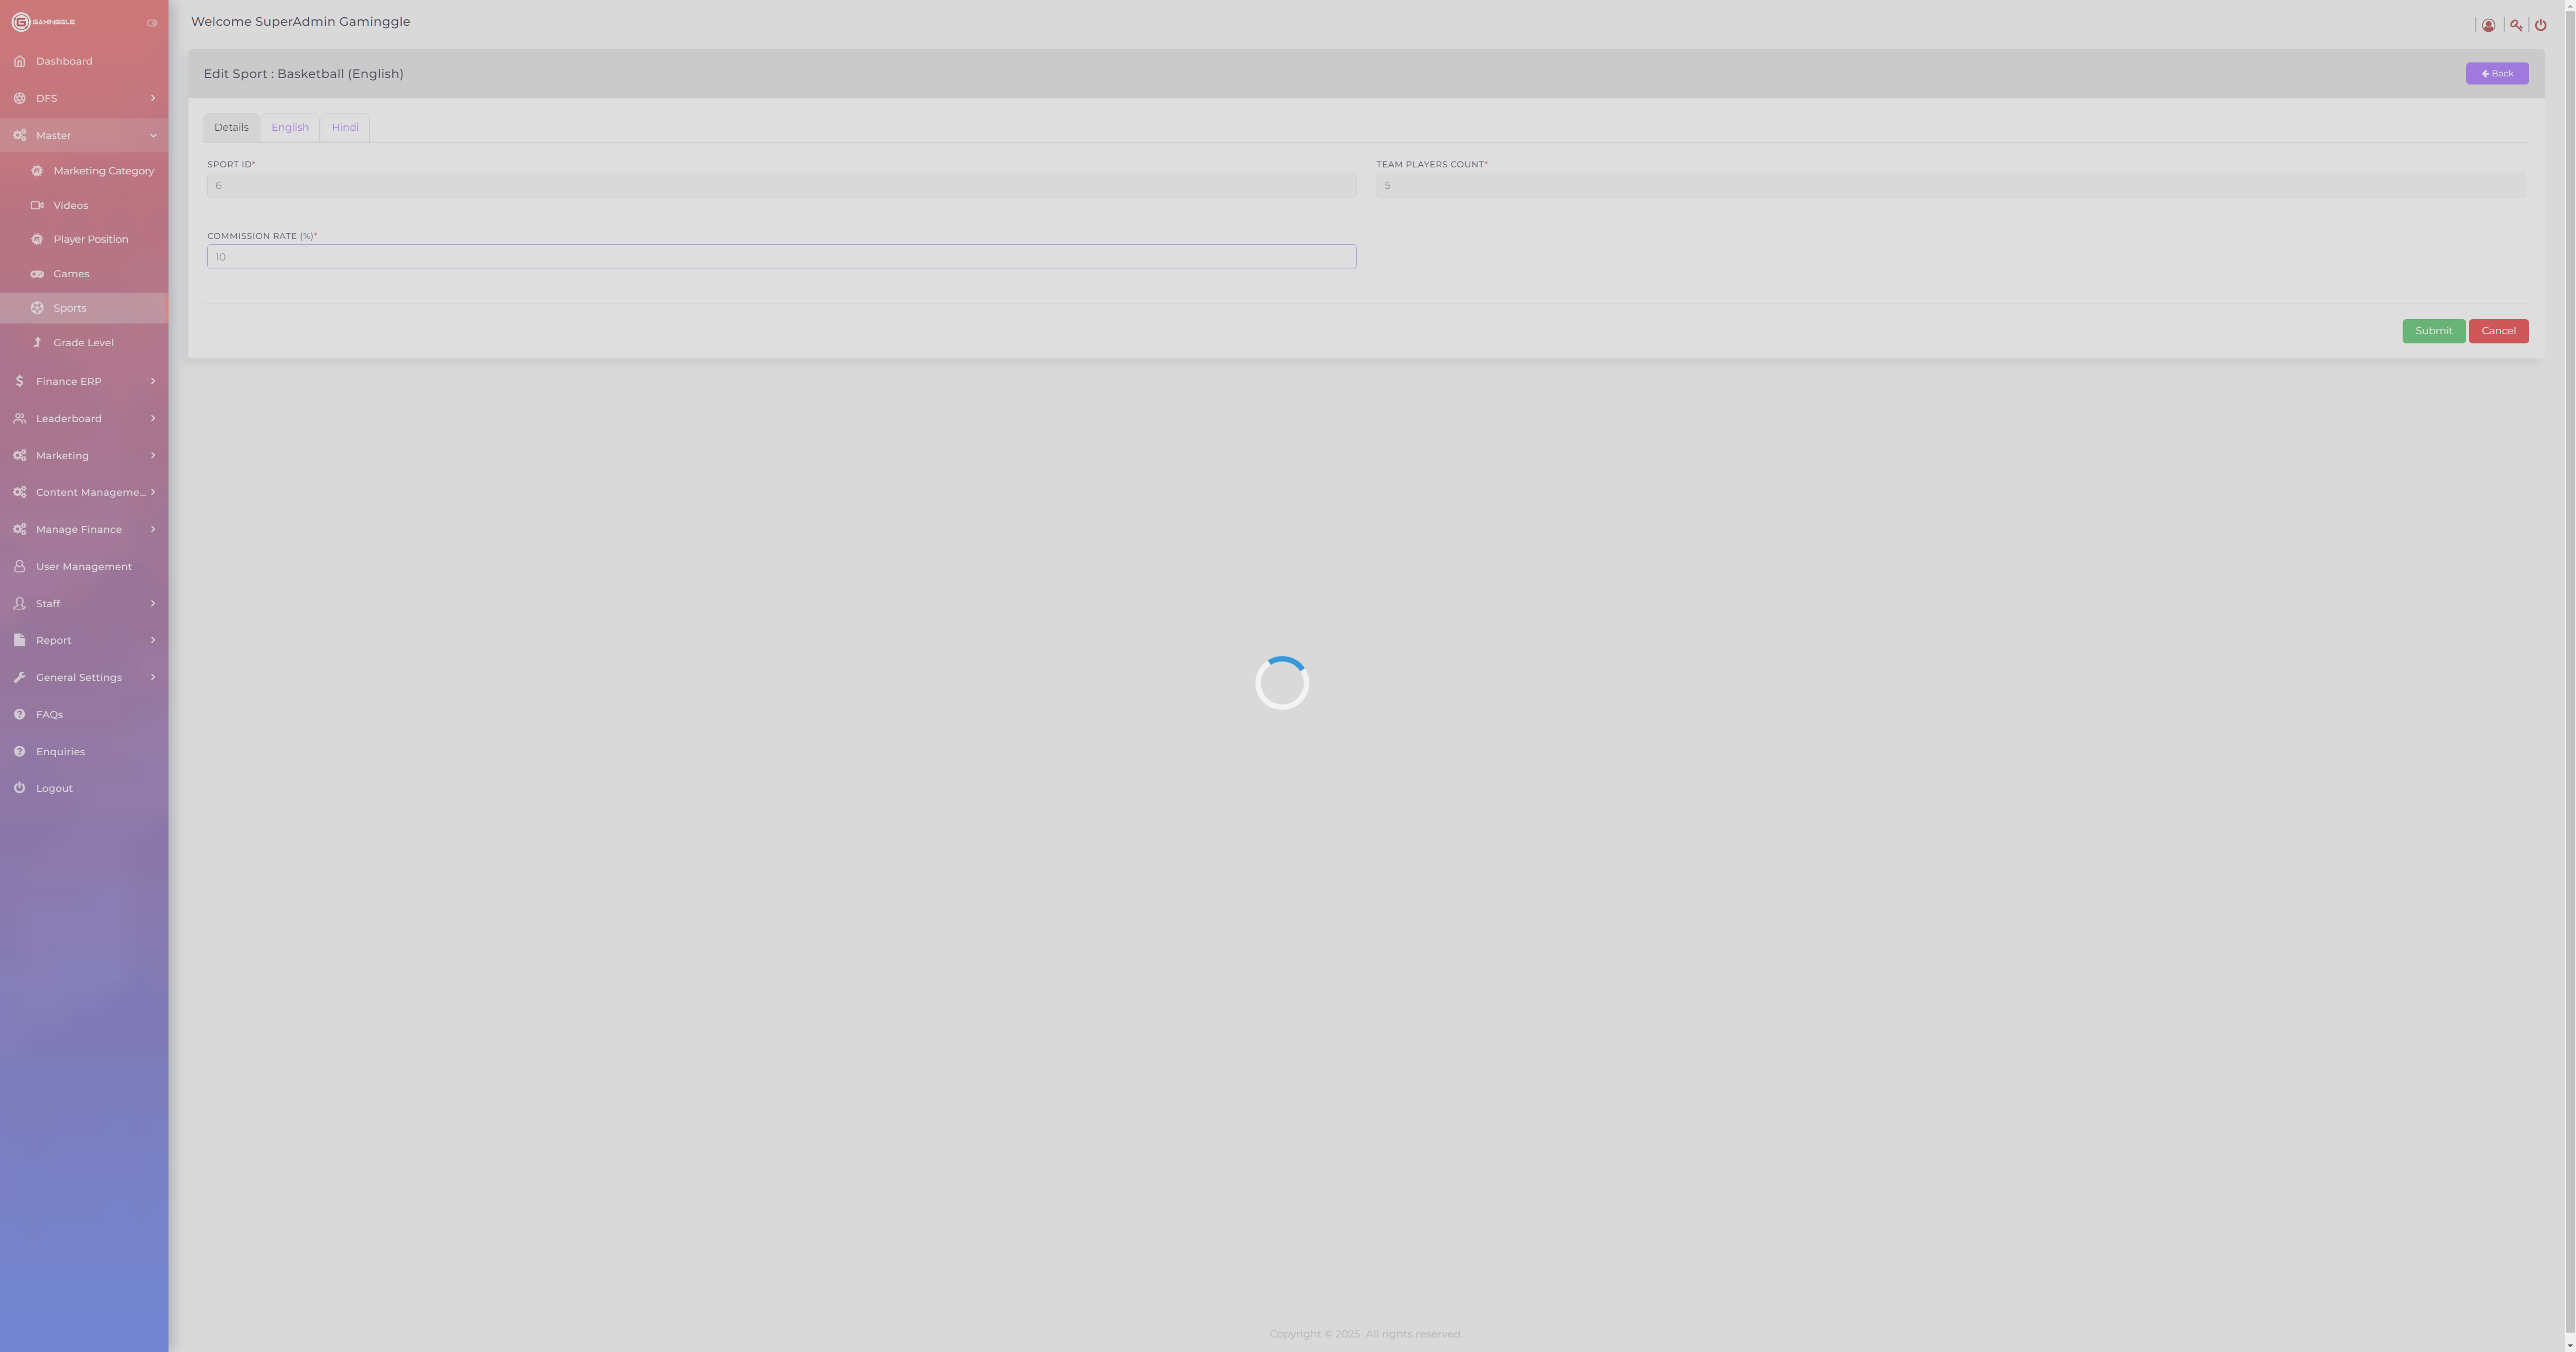 GAMINGGLE
Welcome SuperAdmin Gaminggle
Dashboard
DFS
Master
Marketing Category
Videos
Player Position
Games
Sports
Grade Level
Finance ERP
Leaderboard
Marketing
Content Manageme...
Manage Finance
User Management
Staff
Report
General Settings
FAQs
Enquiries
Logout
Edit Sport : Basketball (English)
Back
Details English Hindi
SPORT ID*
6
TEAM PLAYERS COUNT*
5
COMMISSION RATE (%)*
10
Submit Cancel
Copyright © 2025 All rights reserved.